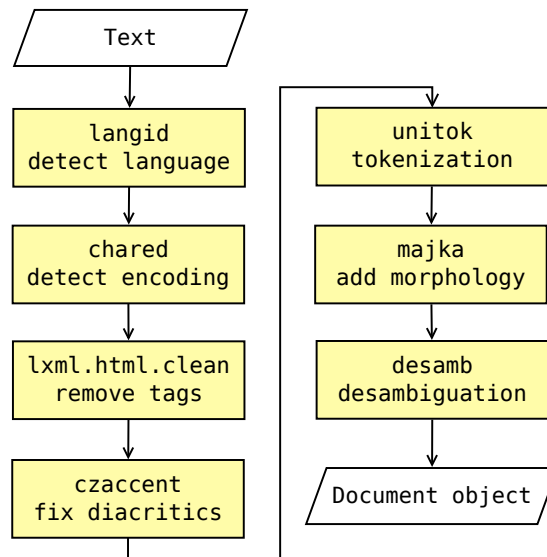 Text
langid
detect language
chared
detect encoding
lxml.html.clean
remove tags
czaccent
fix diacritics
unitok
tokenization
majka
add morphology
desamb
desambiguation
Document object